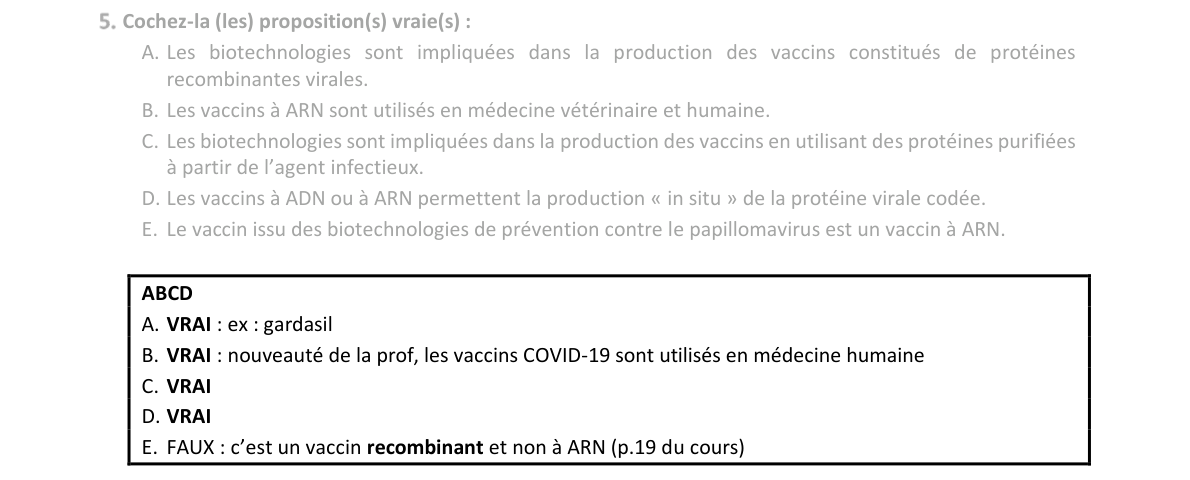 5. Cochez-la (les) proposition(s) vraie(s) :
A. Les biotechnologies sont impliquées dans la production des vaccins constitués de protéines
recombinantes virales.
B. Les vaccins à ARN sont utilisés en médecine vétérinaire et humaine.
C. Les biotechnologies sont impliquées dans la production des vaccins en utilisant des protéines purifiées
à partir de l’agent infectieux.
D. Les vaccins à ADN ou à ARN permettent la production « in situ » de la protéine virale codée.
E. Le vaccin issu des biotechnologies de prévention contre le papillomavirus est un vaccin à ARN.
ABCD
A. VRAI : ex : gardasil
B. VRAI : nouveauté de la prof, les vaccins COVID-19 sont utilisés en médecine humaine
C. VRAI
D. VRAI
E. FAUX : c’est un vaccin recombinant et non à ARN (p.19 du cours)